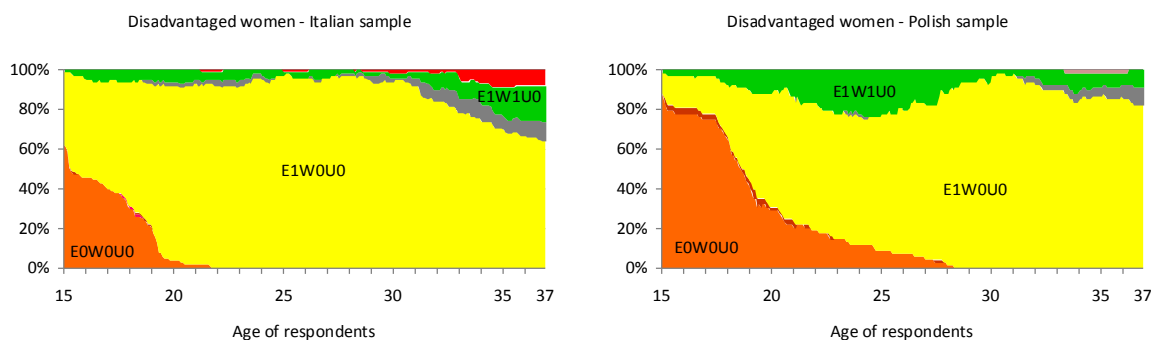 Disadvantaged women - Italian sample
100%
80%
60%
40%
20%
0%
E1W1U0
E1W0U0
E0W0U0
15 20 25 30 35 37
Age of respondents
Disadvantaged women - Polish sample
100%
80%
60%
40%
20%
0%
E1W1U0
E1W0U0
E0W0U0
15 20 25 30 35 37
Age of respondents